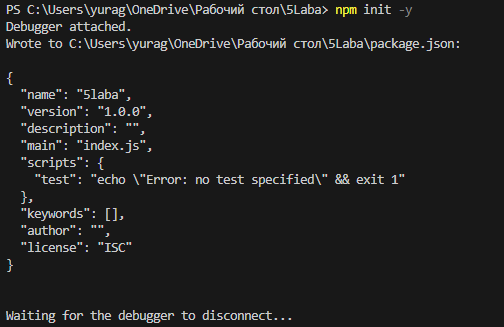 PS C:\Users\yurag\OneDrive\Рабочий стол\5Laba> npm init -y
Debugger attached.
Wrote to C:\Users\yurag\OneDrive\Рабочий стол\5Laba\package.json:
{
  "name": "5laba",
  "version": "1.0.0",
  "description": "",
  "main": "index.js",
  "scripts": {
    "test": "echo \"Error: no test specified\" && exit 1"
  },
  "keywords": [],
  "author": "",
  "license": "ISC"
}
Waiting for the debugger to disconnect...